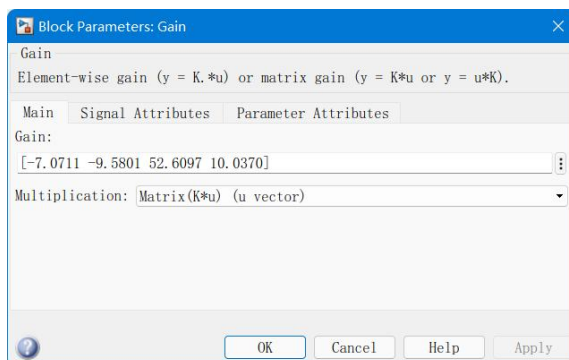 Block Parameters: Gain
Gain
Element-wise gain (y = K.*u) or matrix gain (y = K*u or y = u*K).
Main Signal Attributes Parameter Attributes
Gain:
[-7.0711 -9.5801 52.6097 10.0370]
Multiplication: Matrix(K*u) (u vector)
OK Cancel Help Apply